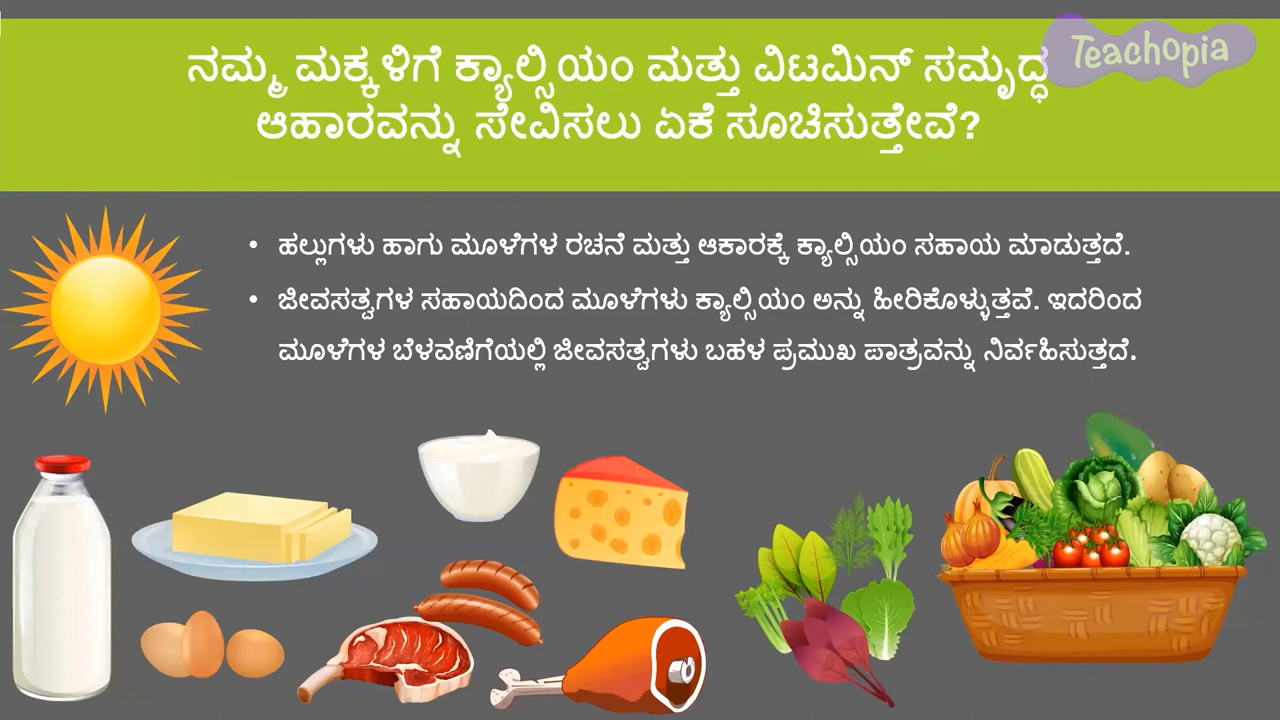 Teachopia
ನಮ್ಮ ಮಕ್ಕಳಿಗೆ ಕ್ಯಾಲ್ಸಿಯಂ ಮತ್ತು ವಿಟಮಿನ್ ಸಮೃದ್ಧ
ಆಹಾರವನ್ನು ಸೇವಿಸಲು ಏಕೆ ಸೂಚಿಸುತ್ತೇವೆ?
• ಹಲ್ಲುಗಳು ಹಾಗು ಮೂಳೆಗಳ ರಚನೆ ಮತ್ತು ಆಕಾರಕ್ಕೆ ಕ್ಯಾಲ್ಸಿಯಂ ಸಹಾಯ ಮಾಡುತ್ತದೆ.
• ಜೀವಸತ್ವಗಳ ಸಹಾಯದಿಂದ ಮೂಳೆಗಳು ಕ್ಯಾಲ್ಸಿಯಂ ಅನ್ನು ಹೀರಿಕೊಳ್ಳುತ್ತವೆ. ಇದರಿಂದ
ಮೂಳೆಗಳ ಬೆಳವಣಿಗೆಯಲ್ಲಿ ಜೀವಸತ್ವಗಳು ಬಹಳ ಪ್ರಮುಖ ಪಾತ್ರವನ್ನು ನಿರ್ವಹಿಸುತ್ತದೆ.